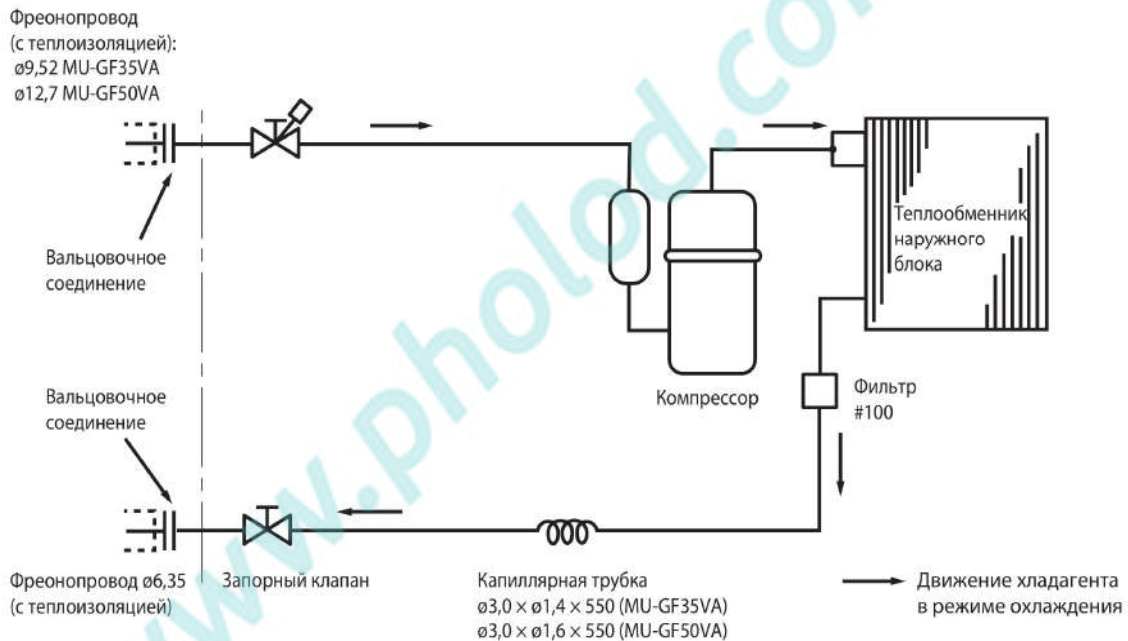 Фреонопровод
(с теплоизоляцией):
ø9,52 MU-GF35VA
ø12,7 MU-GF50VA
Вальцовочное
соединение
Теплообменник
наружного
блока
Компрессор
Фильтр
#100
Вальцовочное
соединение
Фреонопровод ø6,35
(с теплоизоляцией)
Запорный клапан
Капиллярная трубка
ø3,0 × ø1,4 × 550 (MU-GF35VA)
ø3,0 × ø1,6 × 550 (MU-GF50VA)
Движение хладагента
в режиме охлаждения
www.pholod.co